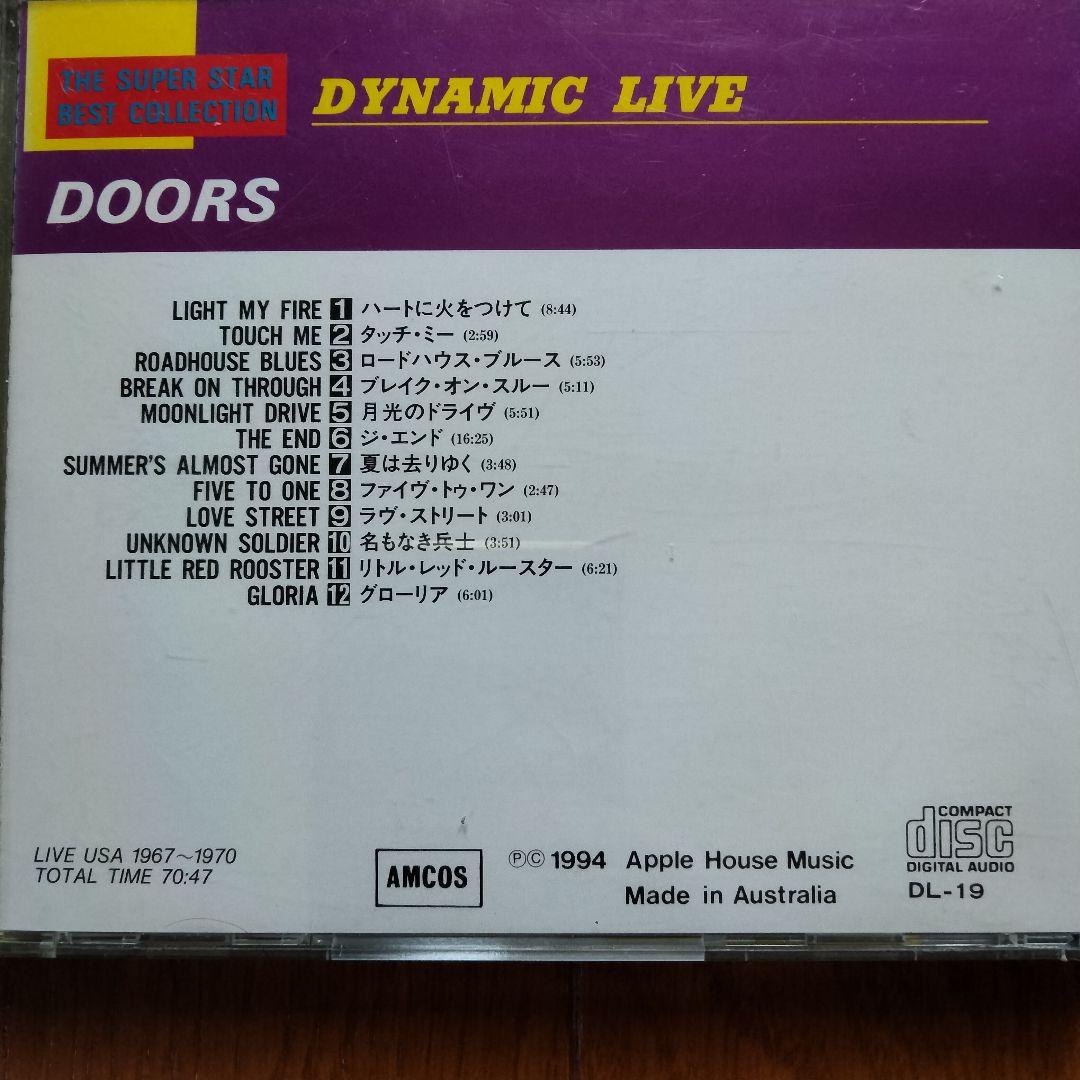 THE SUPER STAR
BEST COLLECTION
DYNAMIC LIVE
DOORS
LIGHT MY FIRE 1 ハートに火をつけて (8:44)
TOUCH ME 2 タッチ・ミー (2:59)
ROADHOUSE BLUES 3 ロードハウス・ブルース (5:53)
BREAK ON THROUGH 4 ブレイク・オン・スルー (5:11)
MOONLIGHT DRIVE 5 月光のドライヴ (5:51)
THE END 6 ジ・エンド (16:25)
SUMMER'S ALMOST GONE 7 夏は去りゆく (3:48)
FIVE TO ONE 8 ファイヴ・トゥ・ワン (2:47)
LOVE STREET 9 ラヴ・ストリート (3:01)
UNKNOWN SOLDIER 10 名もなき兵士 (3:51)
LITTLE RED ROOSTER 11 リトル・レッド・ルースター (6:21)
GLORIA 12 グローリア (6:01)
LIVE USA 1967〜1970
TOTAL TIME 70:47
AMCOS
ⓅⒸ 1994 Apple House Music
Made in Australia
COMPACT
disc
DIGITAL AUDIO
DL-19